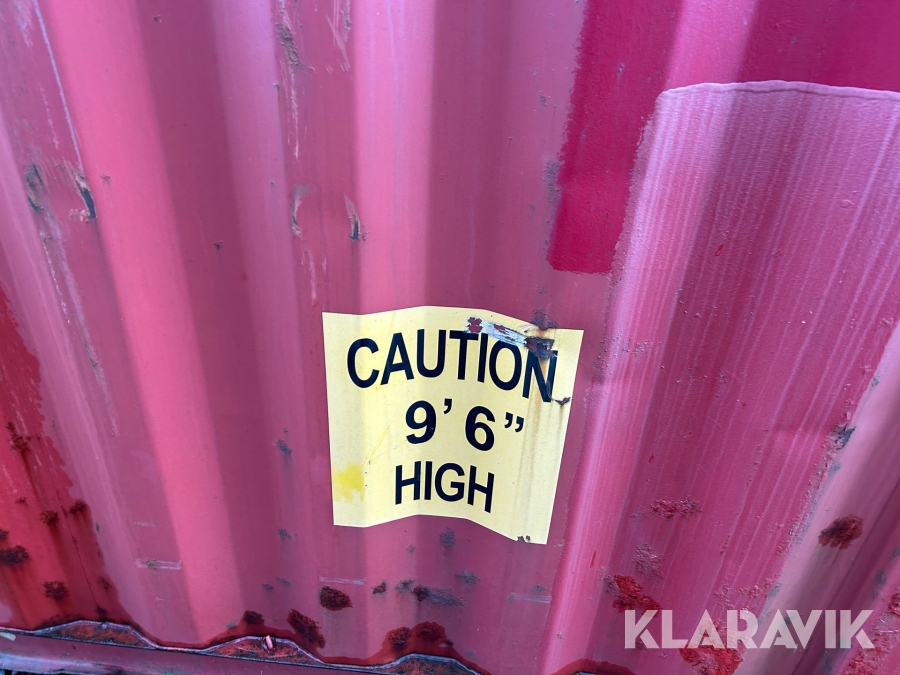 CAUTION
9' 6"
HIGH
KLARAVIK